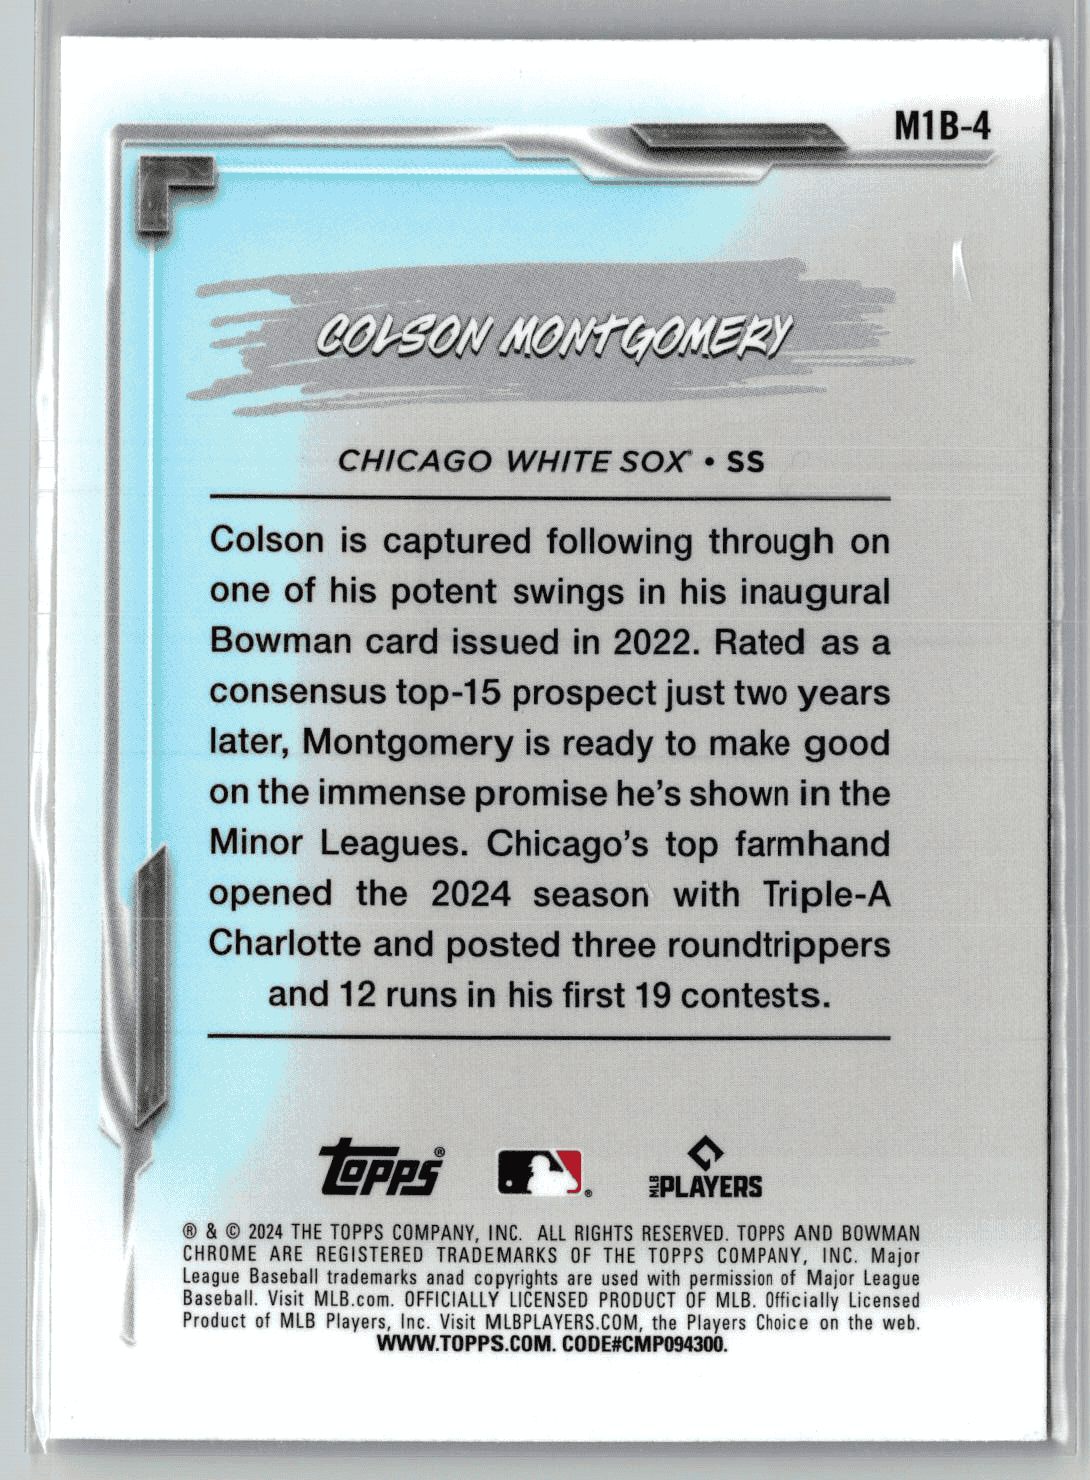 M1B-4
COLSON MONTGOMERY
CHICAGO WHITE SOX • SS
Colson is captured following through on
one of his potent swings in his inaugural
Bowman card issued in 2022. Rated as a
consensus top-15 prospect just two years
later, Montgomery is ready to make good
on the immense promise he's shown in the
Minor Leagues. Chicago's top farmhand
opened the 2024 season with Triple-A
Charlotte and posted three roundtrippers
and 12 runs in his first 19 contests.
TOPPS®
®
MLB PLAYERS
® & © 2024 THE TOPPS COMPANY, INC. ALL RIGHTS RESERVED. TOPPS AND BOWMAN
CHROME ARE REGISTERED TRADEMARKS OF THE TOPPS COMPANY, INC. Major
League Baseball trademarks anad copyrights are used with permission of Major League
Baseball. Visit MLB.com. OFFICIALLY LICENSED PRODUCT OF MLB. Officially Licensed
Product of MLB Players, Inc. Visit MLBPLAYERS.COM, the Players Choice on the web.
WWW.TOPPS.COM. CODE#CMP094300.